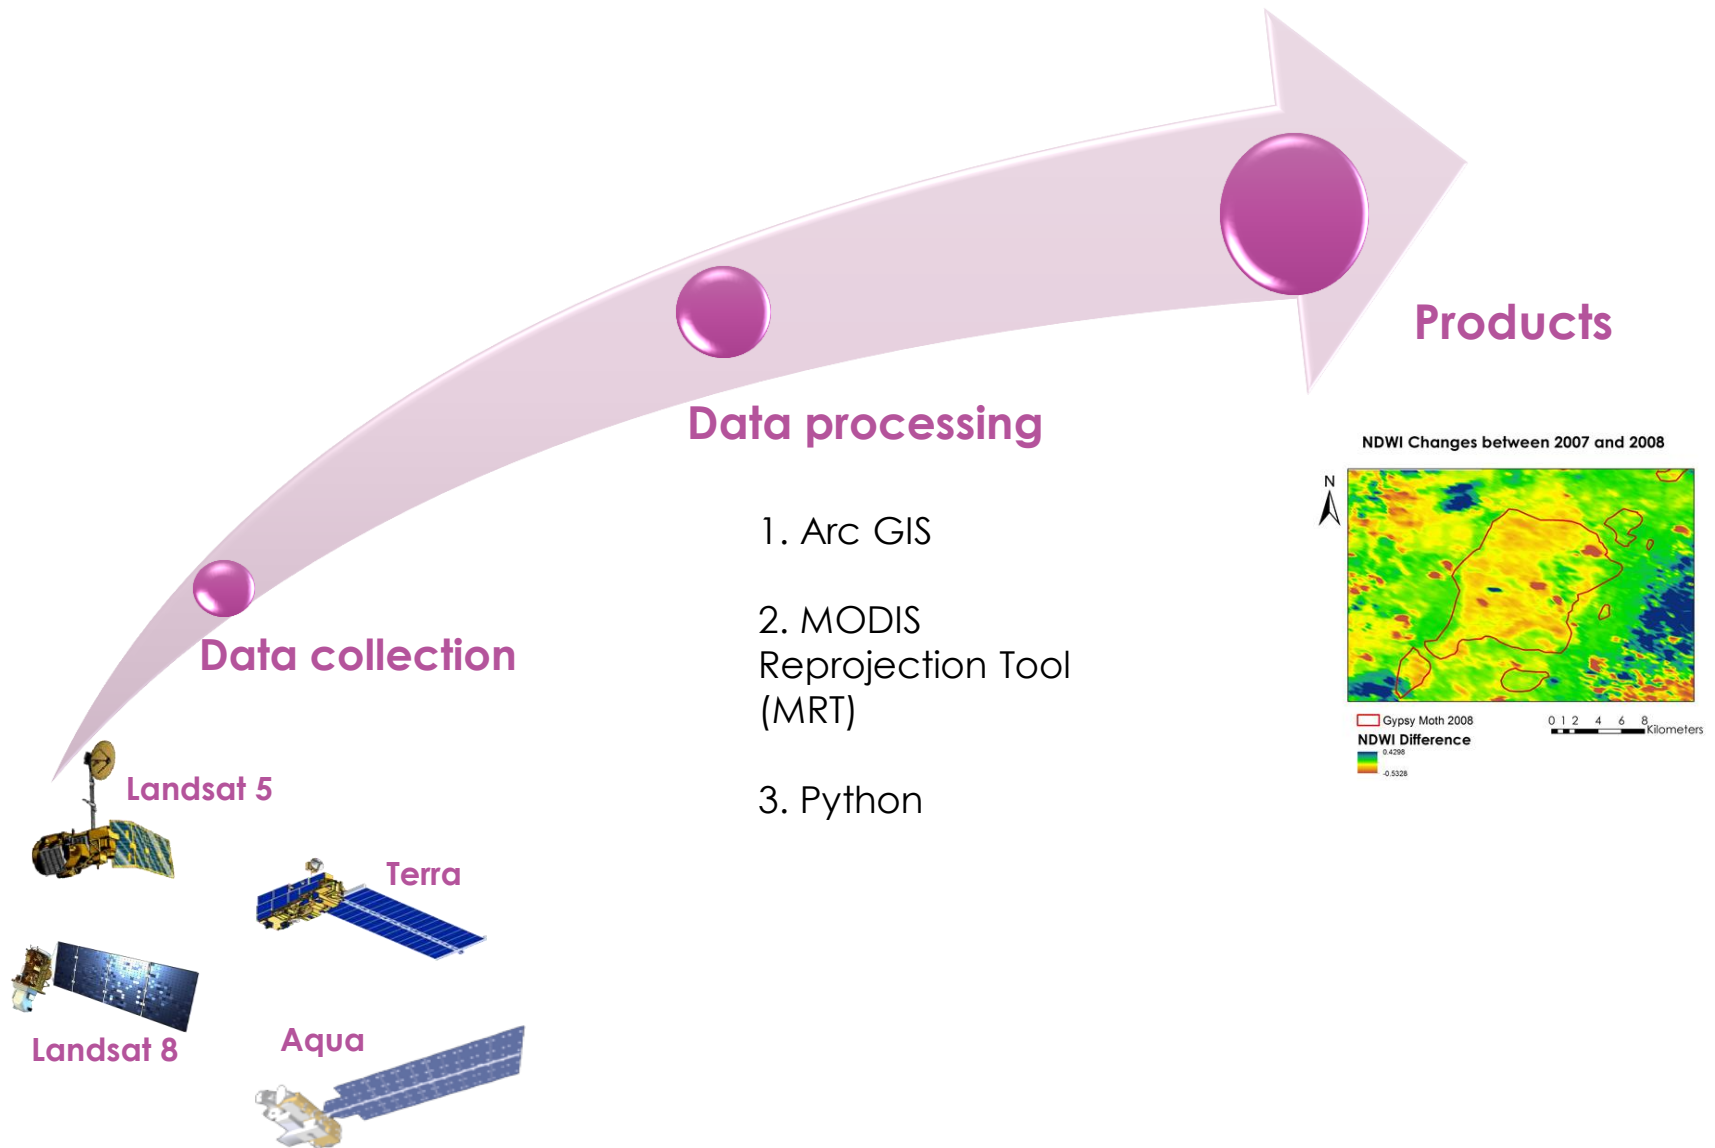 Data collection
Landsat 5
Terra
Landsat 8
Aqua
Data processing
1. Arc GIS
2. MODIS
Reprojection Tool
(MRT)
3. Python
Products
NDWI Changes between 2007 and 2008
N
Gypsy Moth 2008
NDWI Difference
0.4298
-0.5328
0 1 2 4 6 8
Kilometers